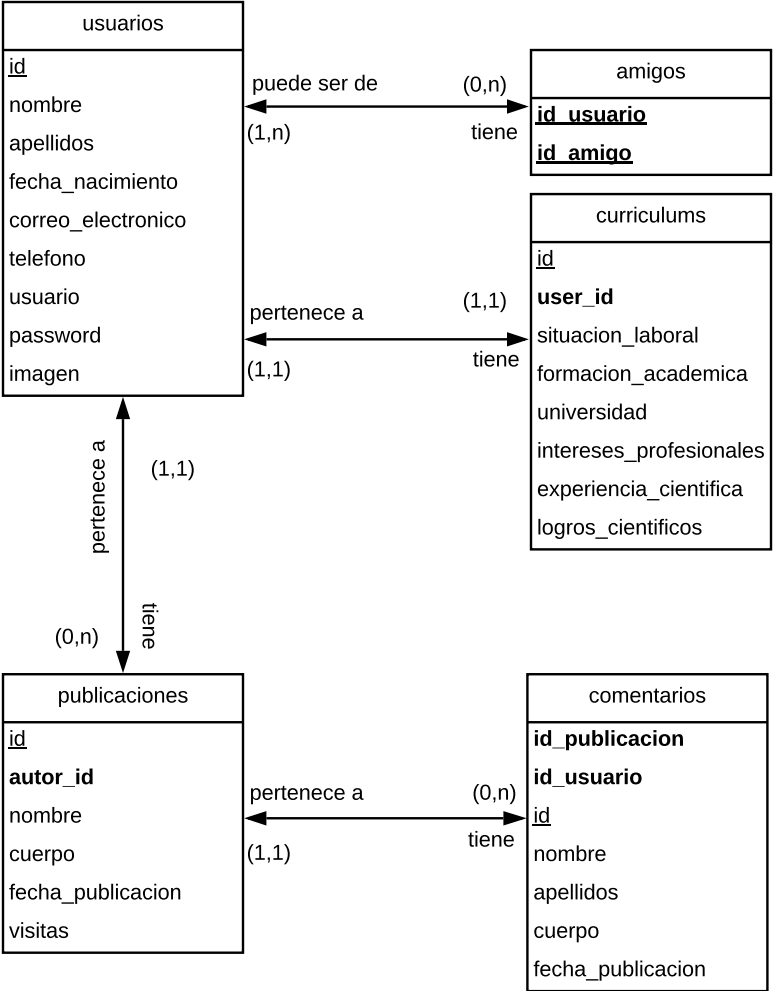 usuarios
id
nombre
apellidos
fecha_nacimiento
correo_electronico
telefono
usuario
password
imagen
puede ser de
(0,n)
(1,n)
tiene
amigos
id_usuario
id_amigo
pertenece a
(1,1)
(1,1)
tiene
curriculums
id
user_id
situacion_laboral
formacion_academica
universidad
intereses_profesionales
experiencia_cientifica
logros_cientificos
pertenece a
(1,1)
(0,n)
tiene
publicaciones
id
autor_id
nombre
cuerpo
fecha_publicacion
visitas
pertenece a
(0,n)
(1,1)
tiene
comentarios
id_publicacion
id_usuario
id
nombre
apellidos
cuerpo
fecha_publicacion